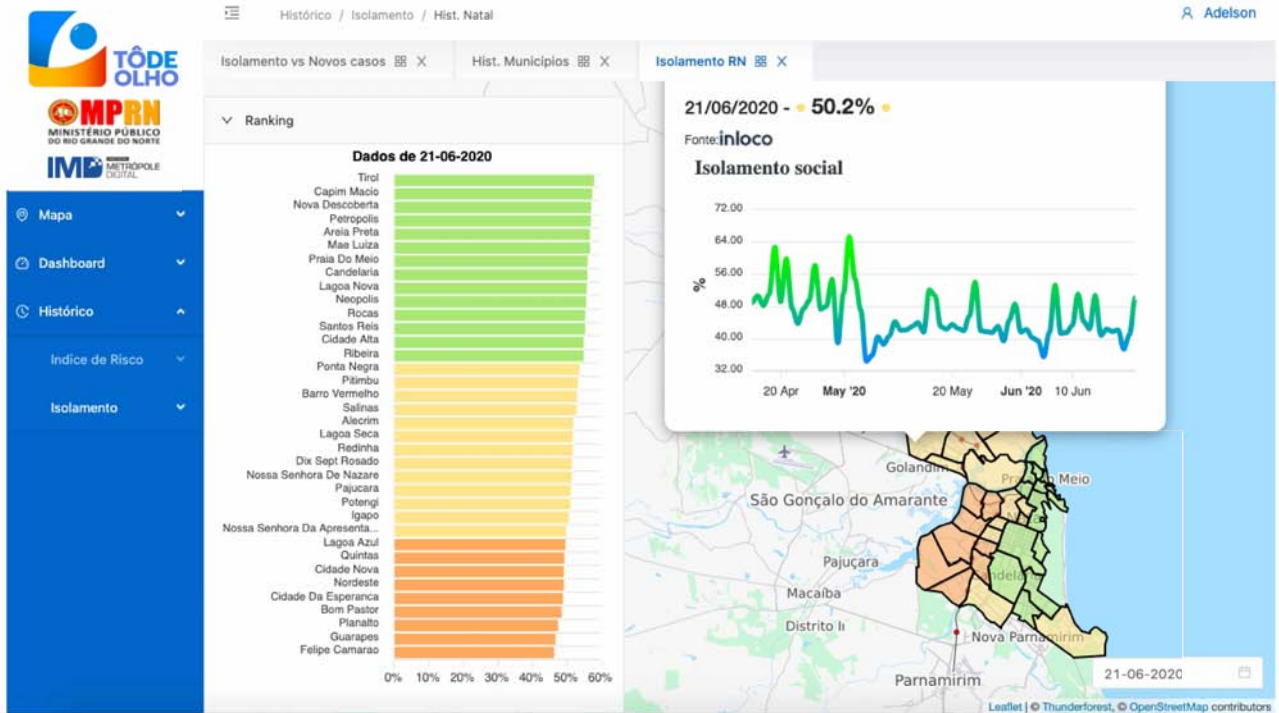 TÔDE
OLHO
MPRN
MINISTÉRIO PÚBLICO
DO RIO GRANDE DO NORTE
IMD
METRÓPOLE
DIGITAL
Mapa
Dashboard
Histórico
Indice de Risco
Isolamento
Histórico / Isolamento / Hist. Natal
Adelson
Isolamento vs Novos casos
Hist. Municipios
Isolamento RN
Ranking
Dados de 21-06-2020
Tirol
Capim Macio
Nova Descoberta
Petropolis
Areia Preta
Mae Luiza
Praia Do Meio
Candelaria
Lagoa Nova
Neopolis
Rocas
Santos Reis
Cidade Alta
Ribeira
Ponta Negra
Pitimbu
Barro Vermelho
Salinas
Alecrim
Lagoa Seca
Redinha
Dix Sept Rosado
Nossa Senhora De Nazare
Pajucara
Potengi
Igapo
Nossa Senhora Da Apresenta...
Lagoa Azul
Quintas
Cidade Nova
Nordeste
Cidade Da Esperanca
Bom Pastor
Planalto
Guarapes
Felipe Camarao
0% 10% 20% 30% 40% 50% 60%
21/06/2020 - 50.2%
Fonte:inloco
Isolamento social
%
72.00
64.00
56.00
48.00
40.00
32.00
20 Apr May '20 20 May Jun '20 10 Jun
Golandim
Meio
São Gonçalo do Amarante
Pajuçara
Macaíba
Distrito Ii
Nova Parnamirim
Parnamirim
21-06-2020
Leaflet | © Thunderforest, © OpenStreetMap contributors